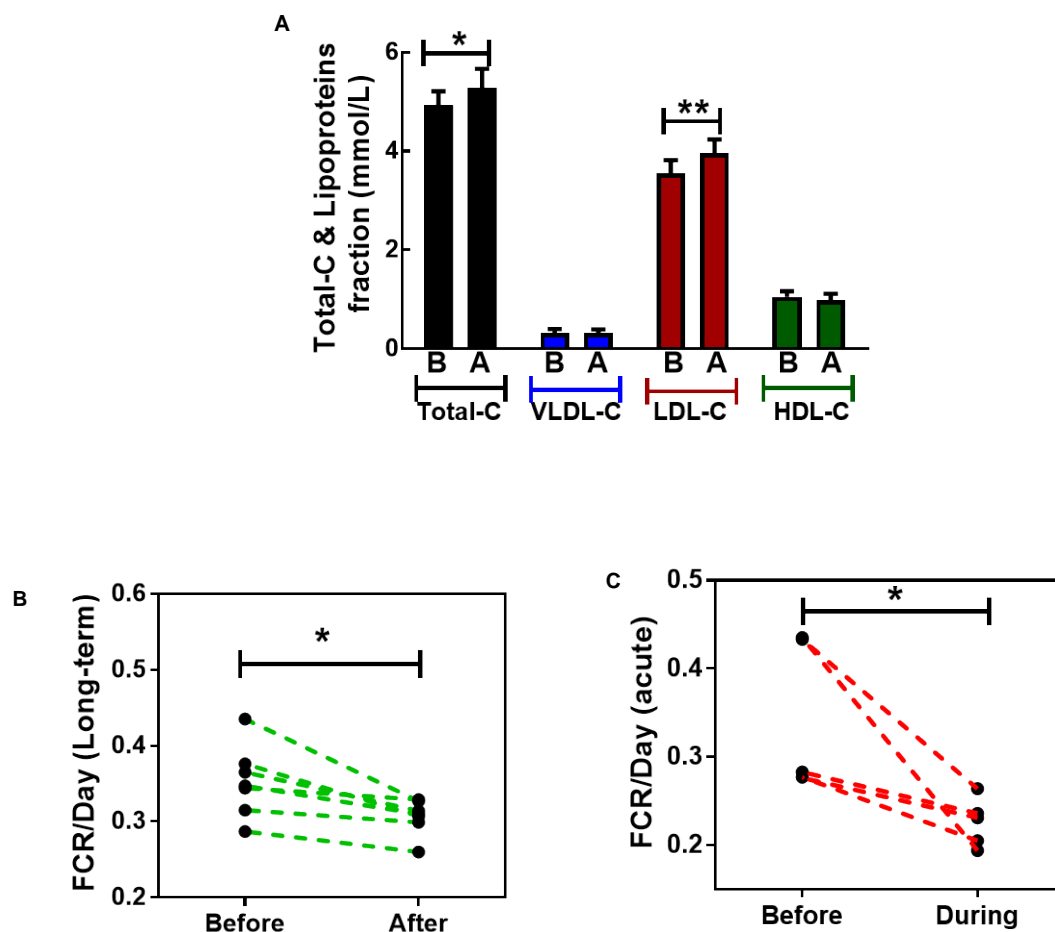 A
Total-C & Lipoproteins
fraction (mmol/L)
6
4
2
0
*
**
B A B A B A B A
Total-C VLDL-C LDL-C HDL-C
B
FCR/Day (Long-term)
0.6
0.5
0.4
0.3
0.2
*
Before After
C
FCR/Day (acute)
0.5
0.4
0.3
0.2
*
Before During